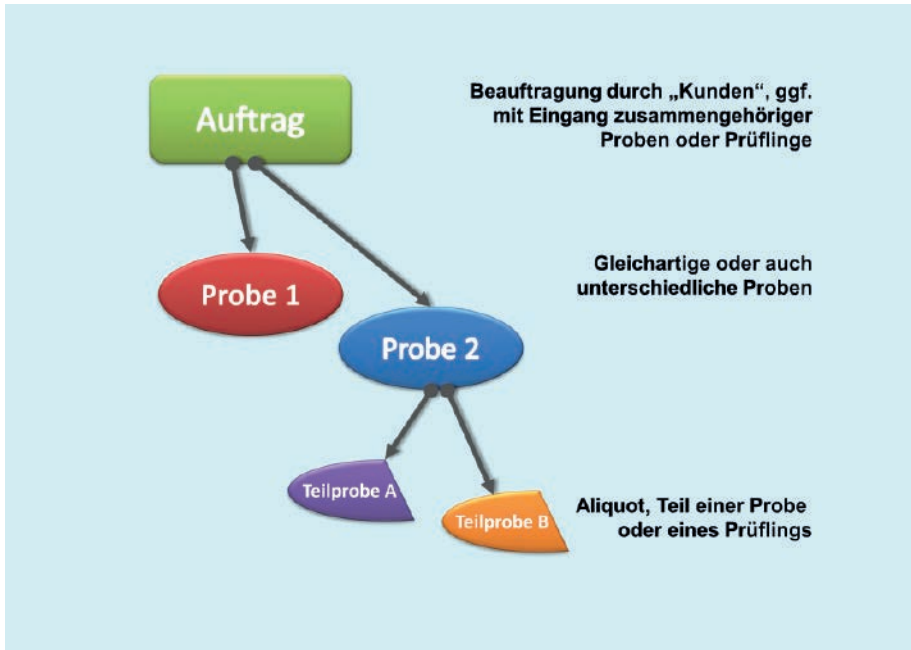 Auftrag
Beauftragung durch „Kunden“, ggf.
mit Eingang zusammengehöriger
Proben oder Prüflinge
Probe 1
Gleichartige oder auch
unterschiedliche Proben
Probe 2
Teilprobe A
Teilprobe B
Aliquot, Teil einer Probe
oder eines Prüflings